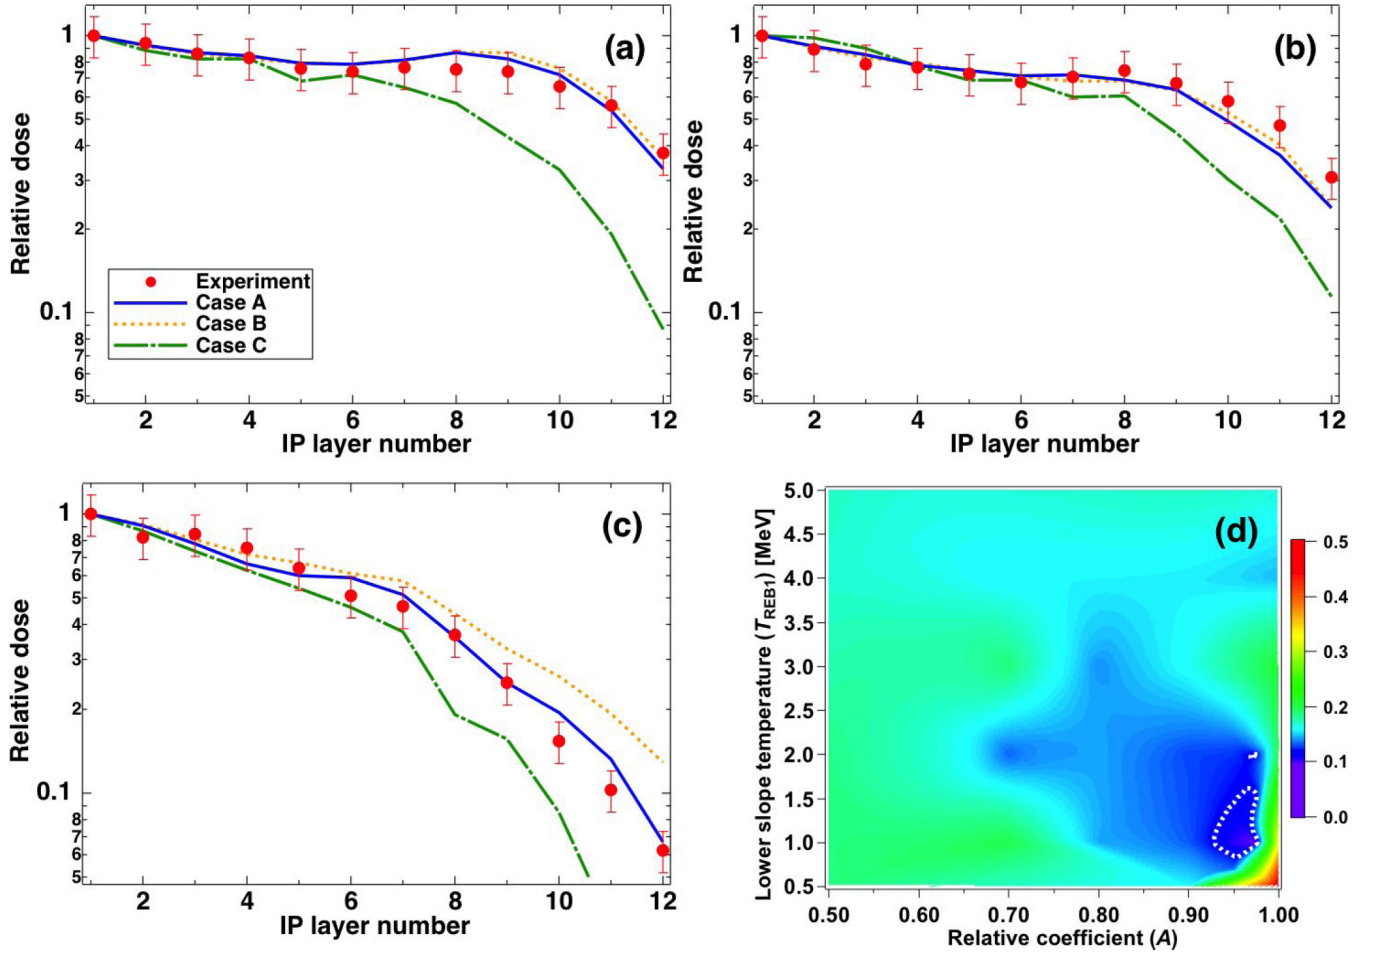 (a)
1
8
7
6
5
4
3
2
0.1
8
7
6
5
Relative dose
Experiment
Case A
Case B
Case C
2 4 6 8 10 12
IP layer number
(b)
1
8
7
6
5
4
3
2
0.1
8
7
6
5
Relative dose
2 4 6 8 10 12
IP layer number
(c)
1
8
7
6
5
4
3
2
0.1
8
7
6
5
Relative dose
2 4 6 8 10 12
IP layer number
(d)
5.0
4.5
4.0
3.5
3.0
2.5
2.0
1.5
1.0
0.5
Lower slope temperature (TREB1) [MeV]
0.50 0.60 0.70 0.80 0.90 1.00
Relative coefficient (A)
0.5
0.4
0.3
0.2
0.1
0.0